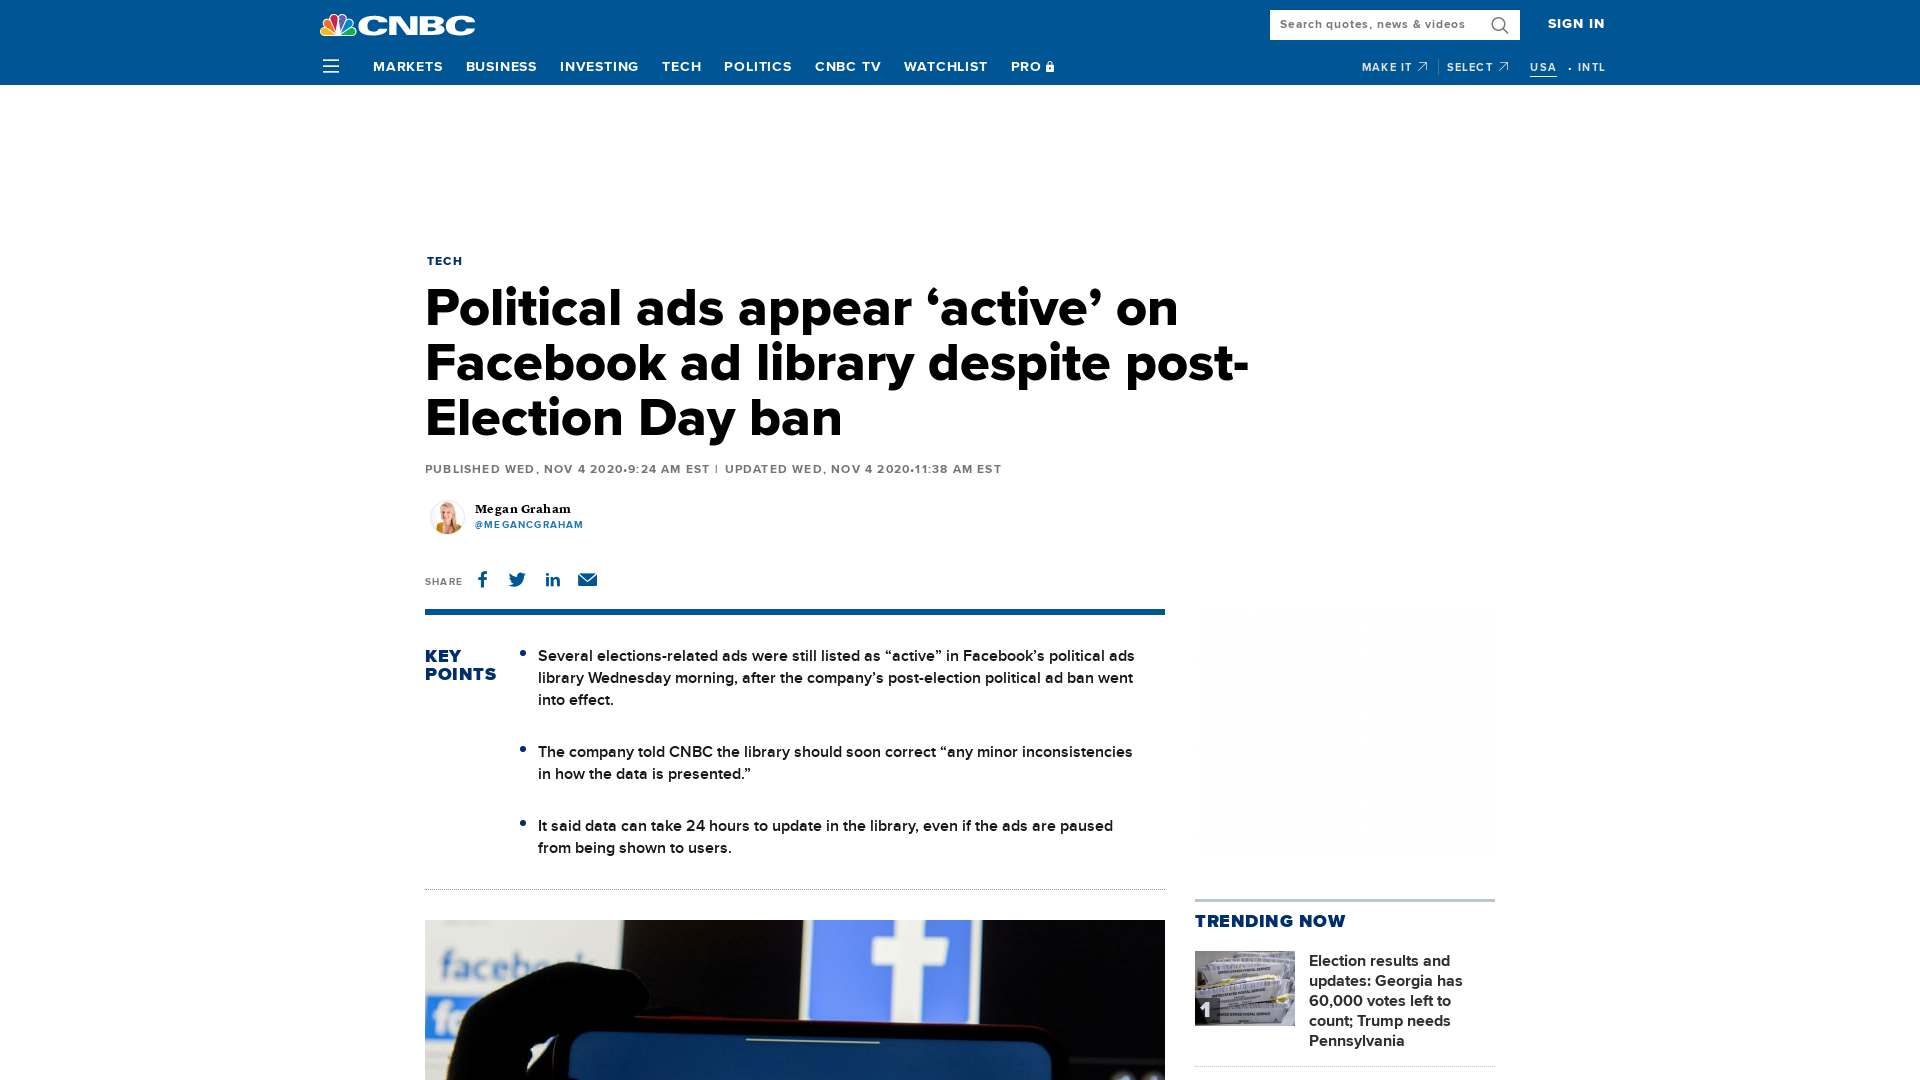 CNBC
Search quotes, news & videos
SIGN IN
MARKETS BUSINESS INVESTING TECH POLITICS CNBC TV WATCHLIST PRO
MAKE IT SELECT USA • INTL
TECH
Political ads appear ‘active’ on
Facebook ad library despite post-
Election Day ban
PUBLISHED WED, NOV 4 2020•9:24 AM EST | UPDATED WED, NOV 4 2020•11:38 AM EST
Megan Graham
@MEGANCGRAHAM
SHARE
KEY
POINTS
• Several elections-related ads were still listed as “active” in Facebook’s political ads
library Wednesday morning, after the company’s post-election political ad ban went
into effect.
• The company told CNBC the library should soon correct “any minor inconsistencies
in how the data is presented.”
• It said data can take 24 hours to update in the library, even if the ads are paused
from being shown to users.
facebook
TRENDING NOW
1
Election results and
updates: Georgia has
60,000 votes left to
count; Trump needs
Pennsylvania